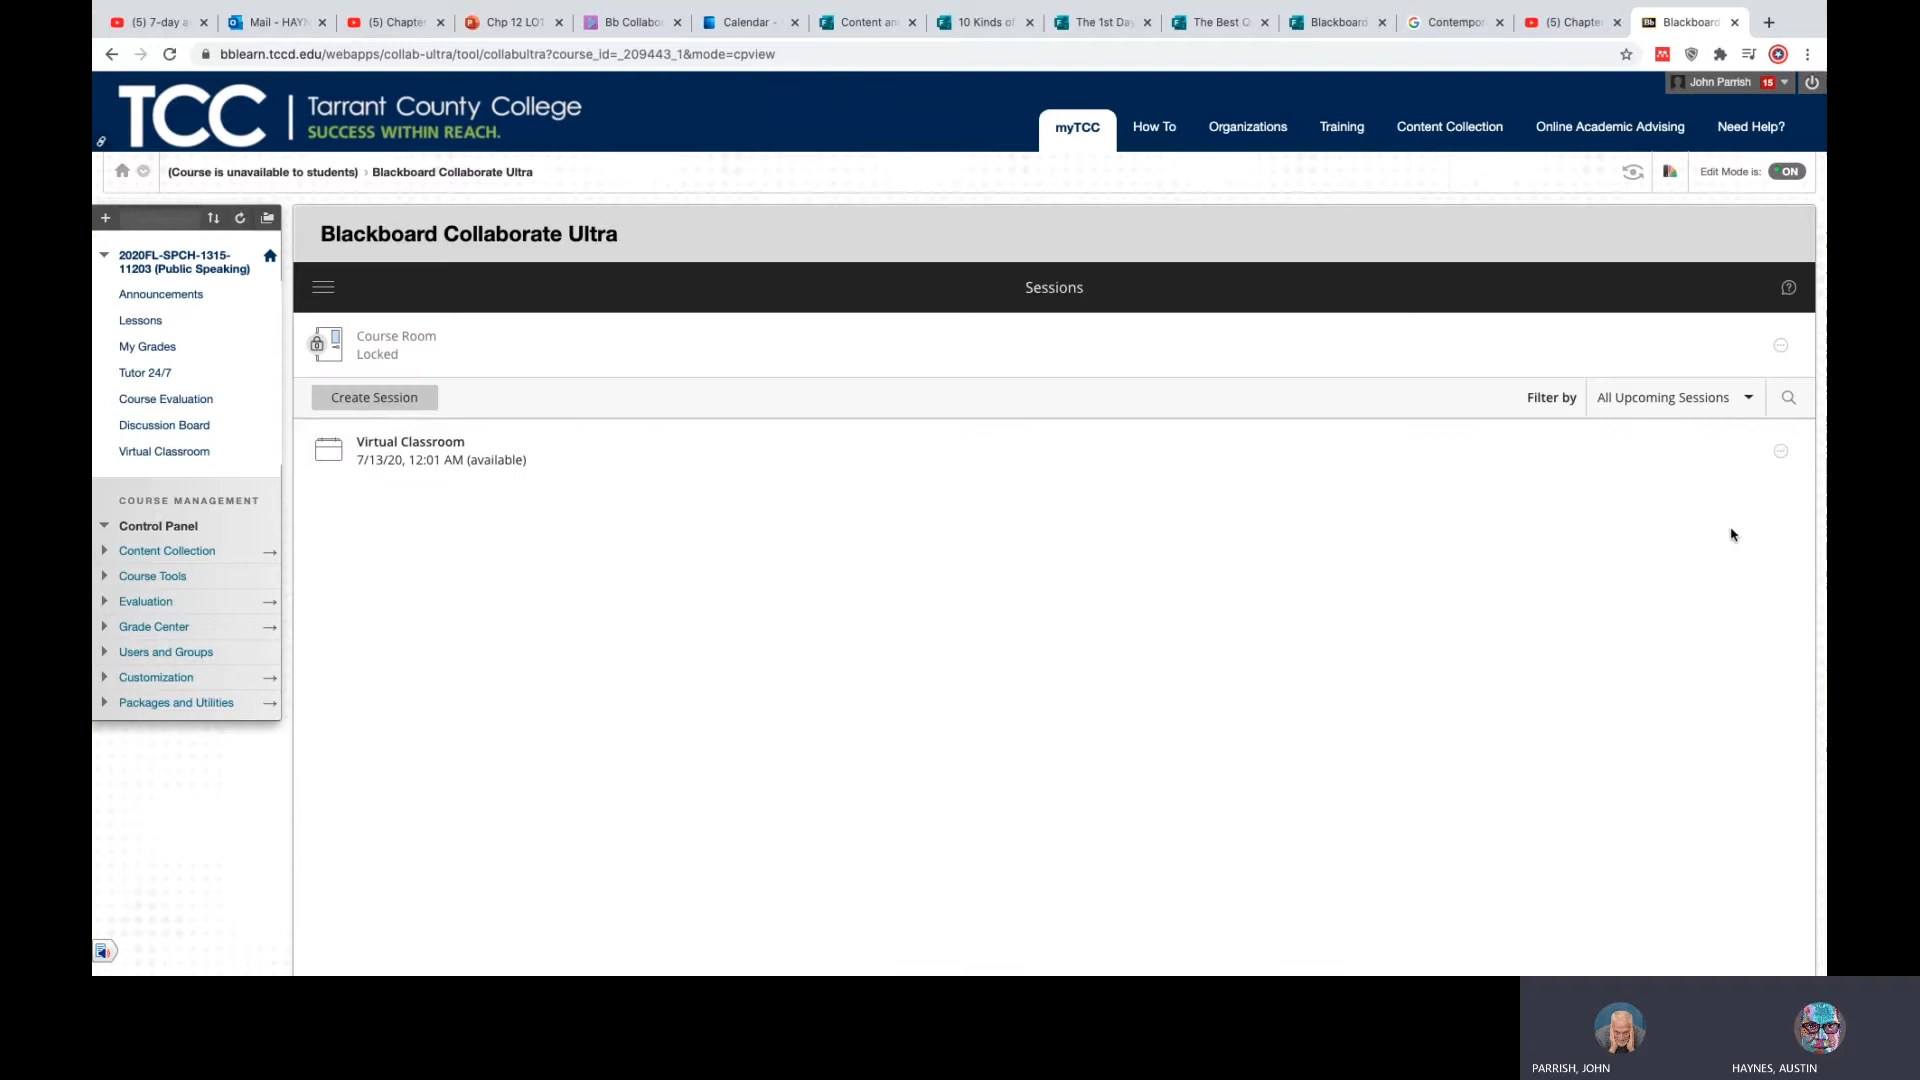 (5) 7-day a
Mail - HAYN
(5) Chapte
Chp 12 LO1
Bb Collabo
Calendar -
Content an
10 Kinds of
The 1st Da
The Best Q
Blackboard
Contempor
(5) Chapte
Blackboard
bblearn.tccd.edu/webapps/collab-ultra/tool/collabultra?course_id=_209443_1&mode=cpview
John Parrish 15
TCC | Tarrant County College
SUCCESS WITHIN REACH.
myTCC
How To
Organizations
Training
Content Collection
Online Academic Advising
Need Help?
(Course is unavailable to students) › Blackboard Collaborate Ultra
Edit Mode is: ON
2020FL-SPCH-1315-
11203 (Public Speaking)
Announcements
Lessons
My Grades
Tutor 24/7
Course Evaluation
Discussion Board
Virtual Classroom
COURSE MANAGEMENT
Control Panel
Content Collection
Course Tools
Evaluation
Grade Center
Users and Groups
Customization
Packages and Utilities
Blackboard Collaborate Ultra
Sessions
Course Room
Locked
Create Session
Filter by All Upcoming Sessions
Virtual Classroom
7/13/20, 12:01 AM (available)
PARRISH, JOHN
HAYNES, AUSTIN